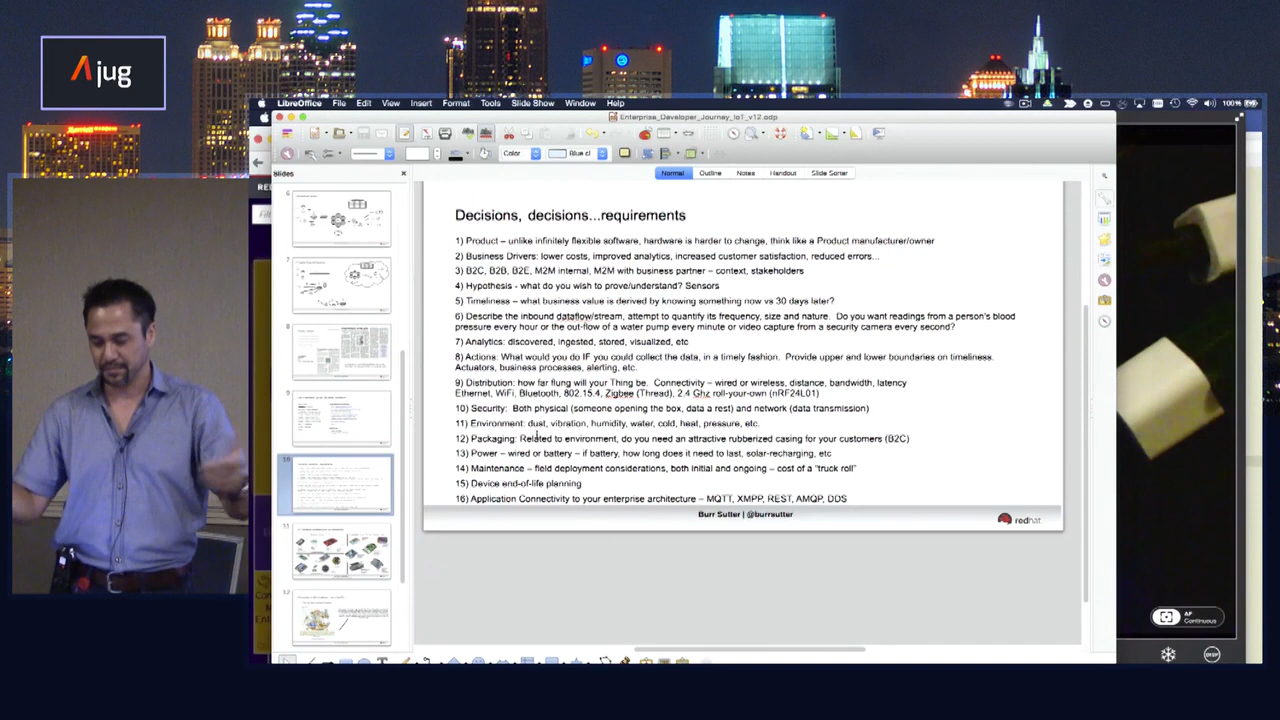 jug
LibreOffice File Edit View Insert Format Tools Slide Show Window Help
100%
Enterprise_Developer_Journey_IoT_v12.odp
Color
Slides
Normal Outline Notes Handout Slide Sorter
6
7
8
9
10
11
12
Decisions, decisions...requirements
1) Product – unlike infinitely flexible software, hardware is harder to change, think like a Product manufacturer/owner
2) Business Drivers: lower costs, improved analytics, increased customer satisfaction, reduced errors...
3) B2C, B2B, B2E, M2M internal, M2M with business partner – context, stakeholders
4) Hypothesis - what do you wish to prove/understand? Sensors
5) Timeliness – what business value is derived by knowing something now vs 30 days later?
6) Describe the inbound dataflow/stream, attempt to quantify its frequency, size and nature. Do you want readings from a person's blood
pressure every hour or the out-flow of a water pump every minute or video capture from a security camera every second?
7) Analytics: discovered, ingested, stored, visualized, etc
8) Actions: What would you do IF you could collect the data, in a timely fashion. Provide upper and lower boundaries on timeliness.
Actuators, business processes, alerting, etc.
9) Distribution: how far flung will your Thing be. Connectivity – wired or wireless, distance, bandwidth, latency
Ethernet, WiFi, Bluetooth, 802.15.4, Zigbee (Thread), 2.4 Ghz roll-your-own (nRF24L01)
10) Security: Both physical (someone opening the box, data a rest) and network (data transmission)
11) Environment: dust, vibration, humidity, water, cold, heat, pressure, etc.
12) Packaging: Related to environment, do you need an attractive rubberized casing for your customers (B2C)
13) Power – wired or battery – if battery, how long does it need to last, solar-recharging, etc
14) Maintenance – field deployment considerations, both initial and ongoing – cost of a "truck roll"
15) Device end-of-life planning
16) Application Connectivity to your enterprise architecture – MQTT, XMPP, REST, AMQP, DDS
Burr Sutter | @burrsutter
redhat
AF
Continuous